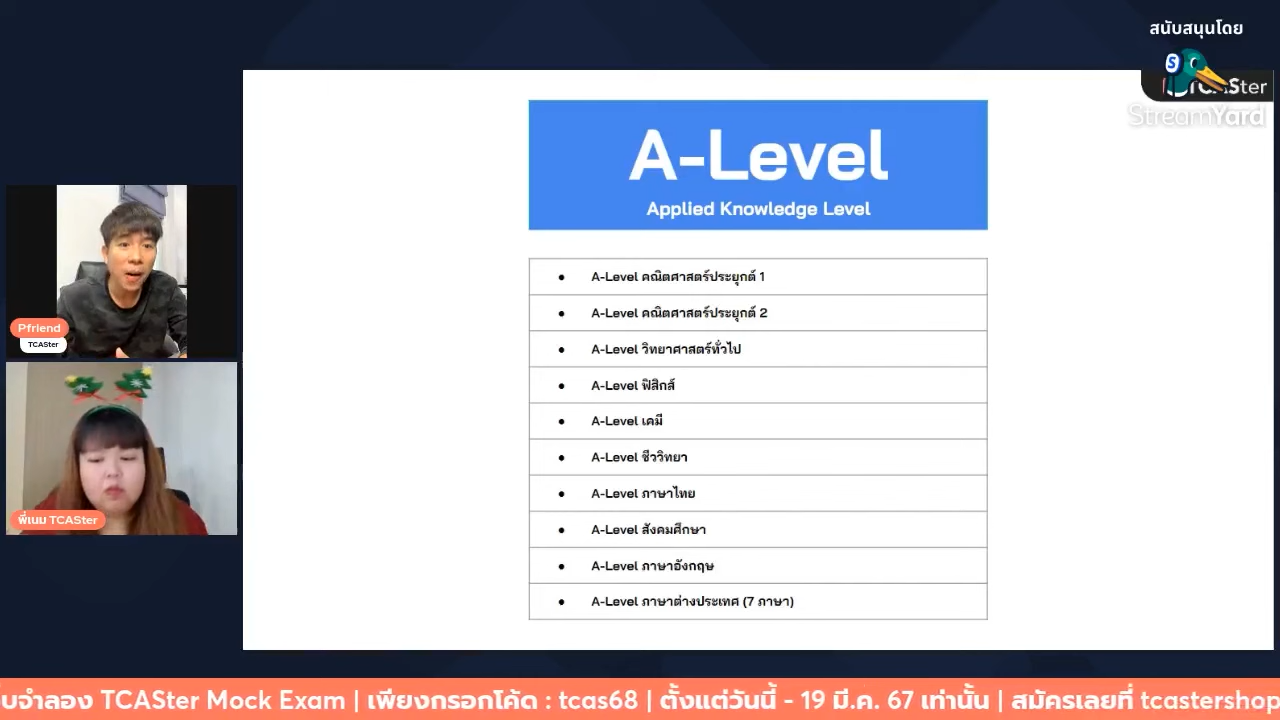 สนับสนุนโดย
TCASter
StreamYard
A-Level
Applied Knowledge Level
• A-Level คณิตศาสตร์ประยุกต์ 1
• A-Level คณิตศาสตร์ประยุกต์ 2
• A-Level วิทยาศาสตร์ทั่วไป
• A-Level ฟิสิกส์
• A-Level เคมี
• A-Level ชีววิทยา
• A-Level ภาษาไทย
• A-Level สังคมศึกษา
• A-Level ภาษาอังกฤษ
• A-Level ภาษาต่างประเทศ (7 ภาษา)
Pfriend
TCASter
พี่เนม TCASter
บจำลอง TCASter Mock Exam | เพียงกรอกโค้ด : tcas68 | ตั้งแต่วันนี้ - 19 มี.ค. 67 เท่านั้น | สมัครเลยที่ tcastershop